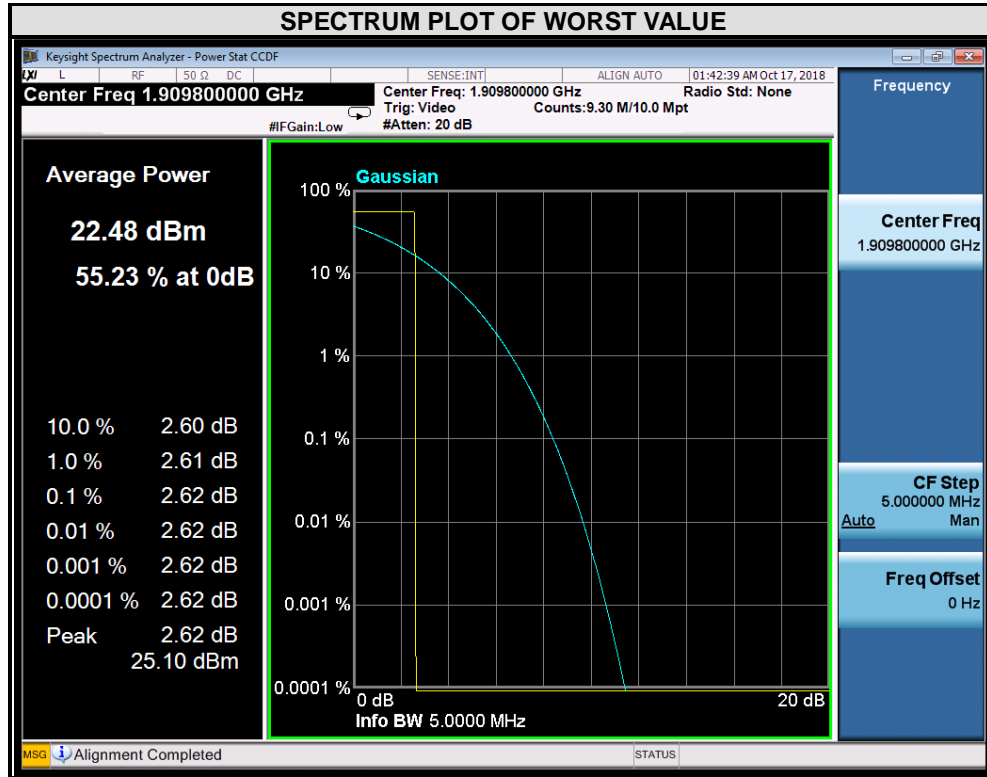 SPECTRUM PLOT OF WORST VALUE
Keysight Spectrum Analyzer - Power Stat CCDF
LXI L RF 50 Ω DC SENSE:INT ALIGN AUTO 01:42:39 AM Oct 17, 2018
Center Freq 1.909800000 GHz
Center Freq: 1.909800000 GHz Radio Std: None
Trig: Video Counts:9.30 M/10.0 Mpt
#IFGain:Low #Atten: 20 dB
Frequency
Average Power
22.48 dBm
55.23 % at 0dB
10.0 % 2.60 dB
1.0 % 2.61 dB
0.1 % 2.62 dB
0.01 % 2.62 dB
0.001 % 2.62 dB
0.0001 % 2.62 dB
Peak 2.62 dB
25.10 dBm
Gaussian
100 %
10 %
1 %
0.1 %
0.01 %
0.001 %
0.0001 %
0 dB 20 dB
Info BW 5.0000 MHz
Center Freq
1.909800000 GHz
CF Step
5.000000 MHz
Auto Man
Freq Offset
0 Hz
MSG Alignment Completed STATUS